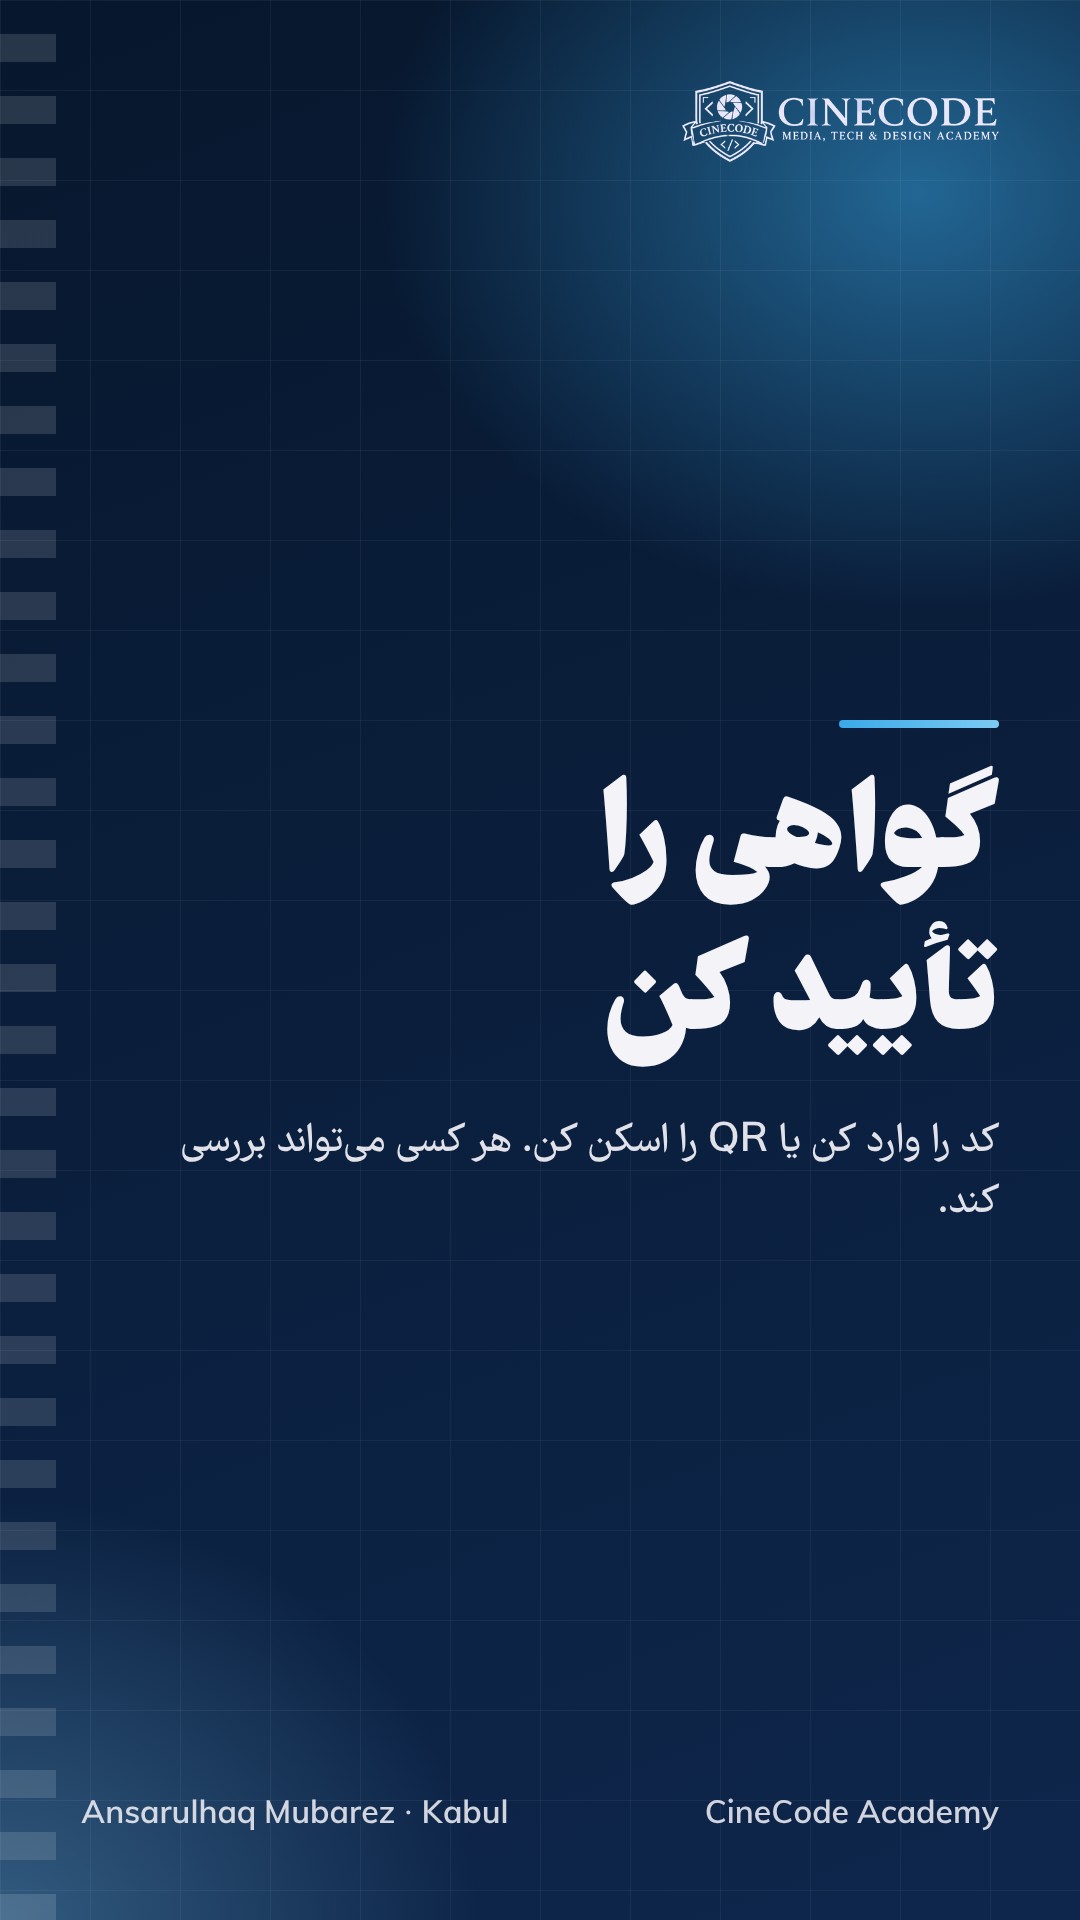 CINECODE
CINECODE
MEDIA, TECH & DESIGN ACADEMY
گواهی را
تأیید کن
کد را وارد کن یا QR را اسکن کن. هر کسی می‌تواند بررسی
کند.
Ansarulhaq Mubarez · Kabul
CineCode Academy